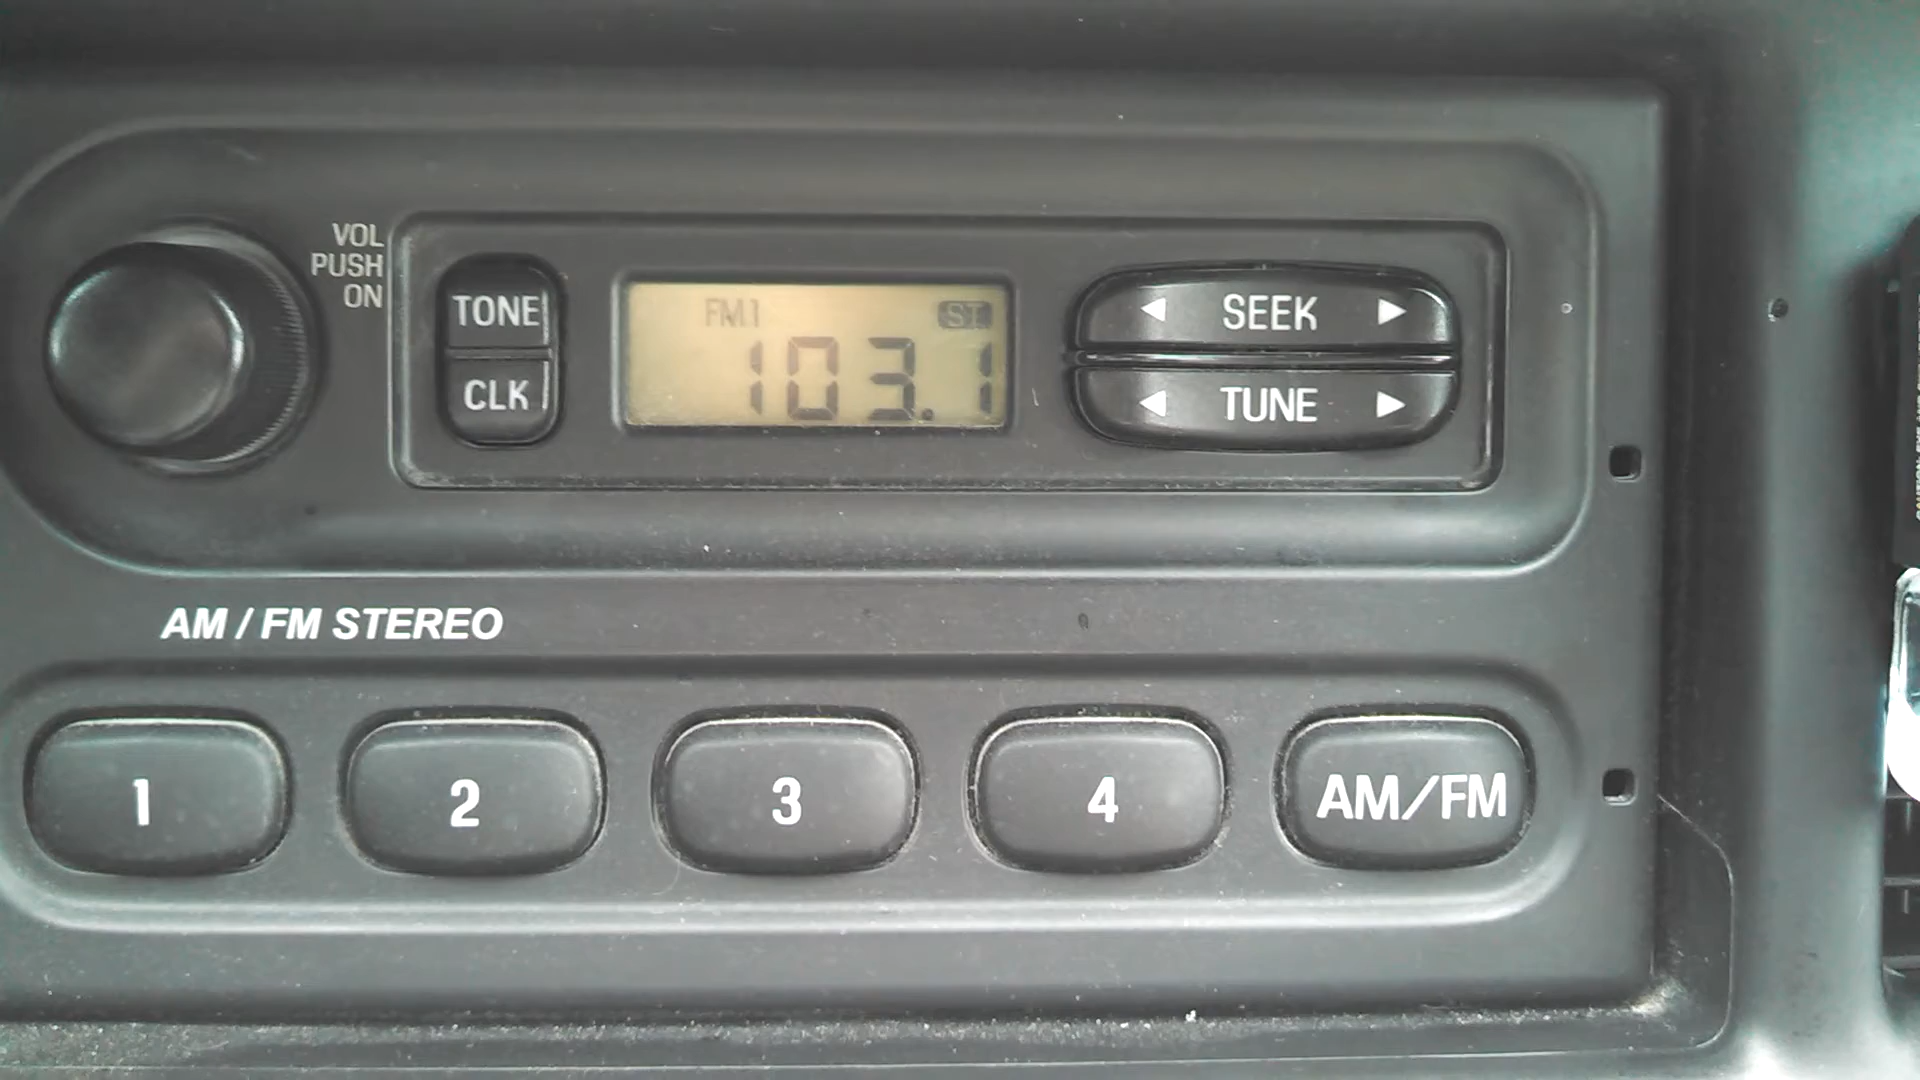 VOL
PUSH
ON
TONE
CLK
FM1
ST
103.1
◄ SEEK ►
◄ TUNE ►
AM / FM STEREO
1
2
3
4
AM/FM